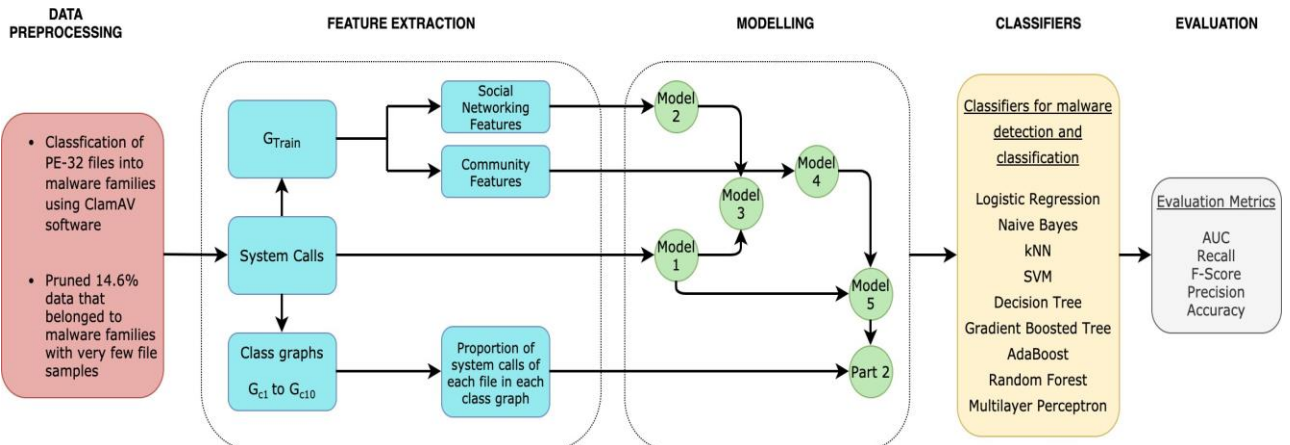 DATA
PREPROCESSING
FEATURE EXTRACTION
MODELLING
CLASSIFIERS
EVALUATION
• Classfication of
PE-32 files into
malware families
using ClamAV
software
• Pruned 14.6%
data that
belonged to
malware families
with very few file
samples
GTrain
Social
Networking
Features
Community
Features
System Calls
Class graphs
Gc1 to Gc10
Proportion of
system calls of
each file in each
class graph
Model
2
Model
4
Model
3
Model
1
Model
5
Part 2
Classifiers for malware
detection and
classification
Logistic Regression
Naive Bayes
kNN
SVM
Decision Tree
Gradient Boosted Tree
AdaBoost
Random Forest
Multilayer Perceptron
Evaluation Metrics
AUC
Recall
F-Score
Precision
Accuracy